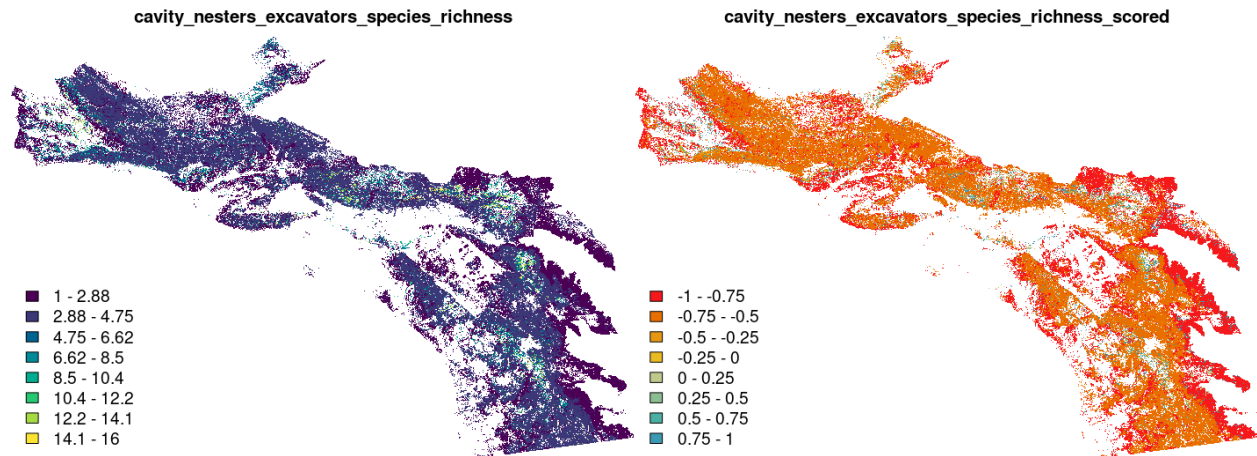 cavity_nesters_excavators_species_richness
1 - 2.88
2.88 - 4.75
4.75 - 6.62
6.62 - 8.5
8.5 - 10.4
10.4 - 12.2
12.2 - 14.1
14.1 - 16
cavity_nesters_excavators_species_richness_scored
-1 - -0.75
-0.75 - -0.5
-0.5 - -0.25
-0.25 - 0
0 - 0.25
0.25 - 0.5
0.5 - 0.75
0.75 - 1